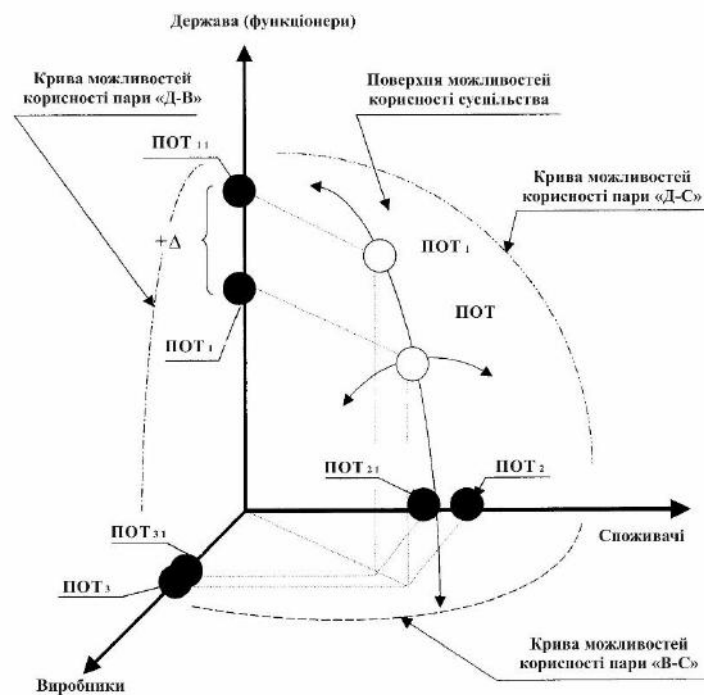 Держава (функціонери)
Крива можливостей
корисності пари «Д-В»
Поверхня можливостей
корисності суспільства
ПОТ 11
Крива можливостей
корисності пари «Д-С»
+Δ
ПОТ 1
ПОТ
ПОТ 1
ПОТ 21
ПОТ 2
Споживачі
ПОТ 31
ПОТ 3
Крива можливостей
корисності пари «В-С»
Виробники